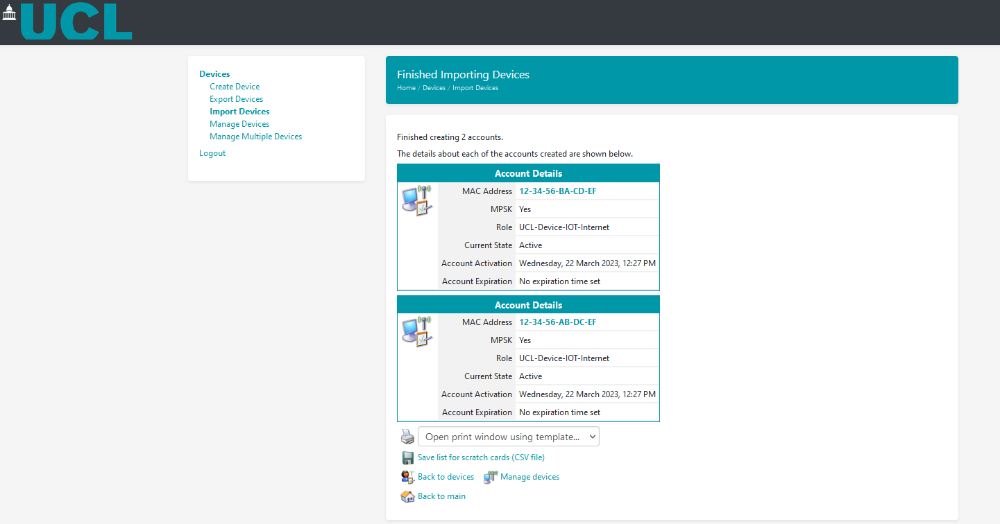 UCL
Devices
Create Device
Export Devices
Import Devices
Manage Devices
Manage Multiple Devices
Logout
Finished Importing Devices
Home / Devices / Import Devices
Finished creating 2 accounts.
The details about each of the accounts created are shown below.
Account Details
MAC Address 12-34-56-BA-CD-EF
MPSK Yes
Role UCL-Device-IOT-Internet
Current State Active
Account Activation Wednesday, 22 March 2023, 12:27 PM
Account Expiration No expiration time set
Account Details
MAC Address 12-34-56-AB-DC-EF
MPSK Yes
Role UCL-Device-IOT-Internet
Current State Active
Account Activation Wednesday, 22 March 2023, 12:27 PM
Account Expiration No expiration time set
Open print window using template...
Save list for scratch cards (CSV file)
Back to devices Manage devices
Back to main